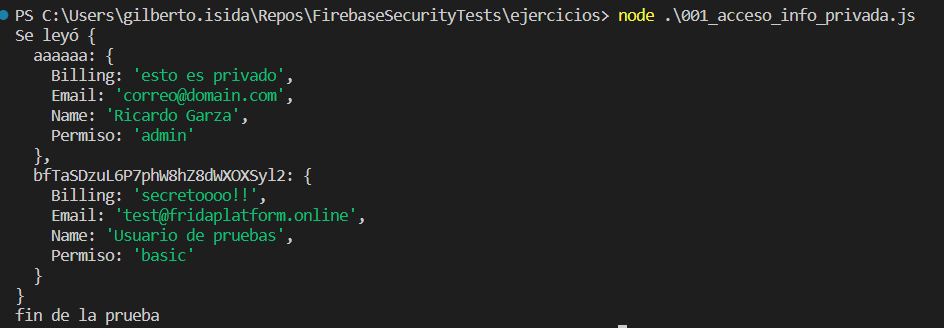 PS C:\Users\gilberto.isida\Repos\FirebaseSecurityTests\ejercicios> node .\001_acceso_info_privada.js
Se leyó {
  aaaaaa: {
    Billing: 'esto es privado',
    Email: 'correo@domain.com',
    Name: 'Ricardo Garza',
    Permiso: 'admin'
  },
  bfTaSDzuL6P7phW8hZ8dWXOXSyl2: {
    Billing: 'secretoooo!!',
    Email: 'test@fridaplatform.online',
    Name: 'Usuario de pruebas',
    Permiso: 'basic'
  }
}
fin de la prueba